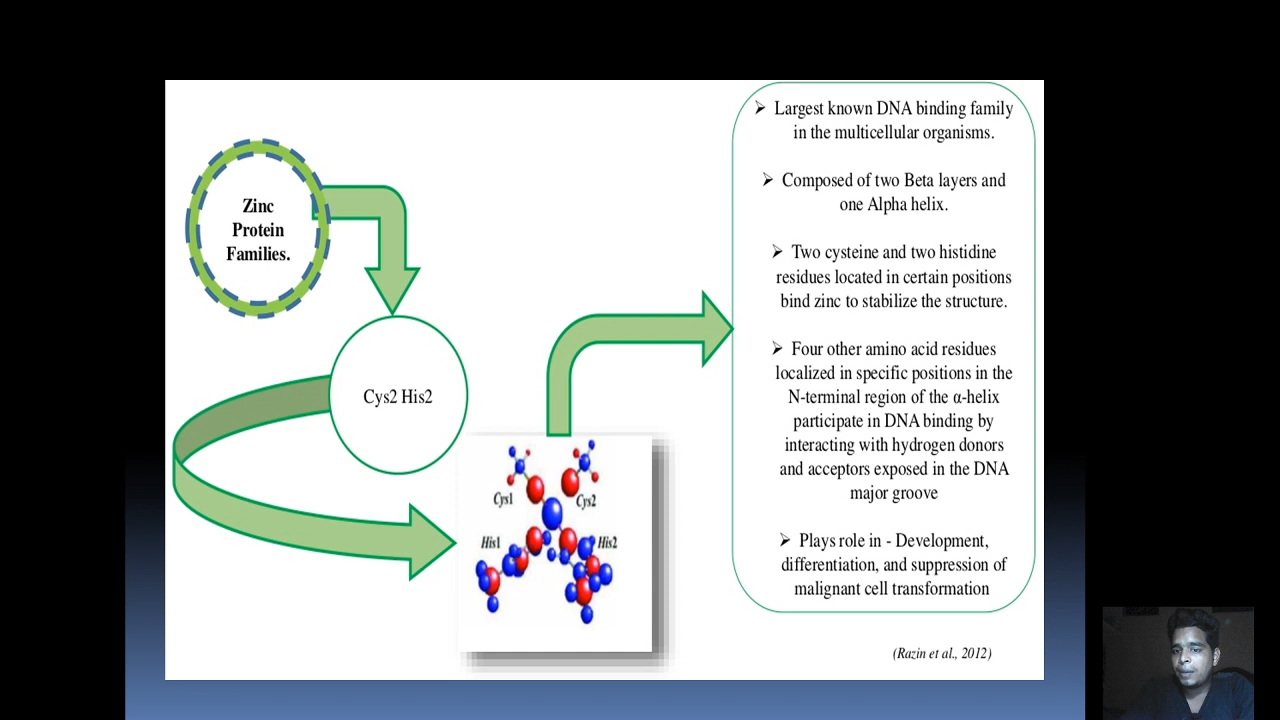 Zinc
Protein
Families.
Cys2 His2
Cys1
Cys2
His1
His2
➢ Largest known DNA binding family
in the multicellular organisms.
➢ Composed of two Beta layers and
one Alpha helix.
➢ Two cysteine and two histidine
residues located in certain positions
bind zinc to stabilize the structure.
➢ Four other amino acid residues
localized in specific positions in the
N-terminal region of the α-helix
participate in DNA binding by
interacting with hydrogen donors
and acceptors exposed in the DNA
major groove
➢ Plays role in - Development,
differentiation, and suppression of
malignant cell transformation
(Razin et al., 2012)